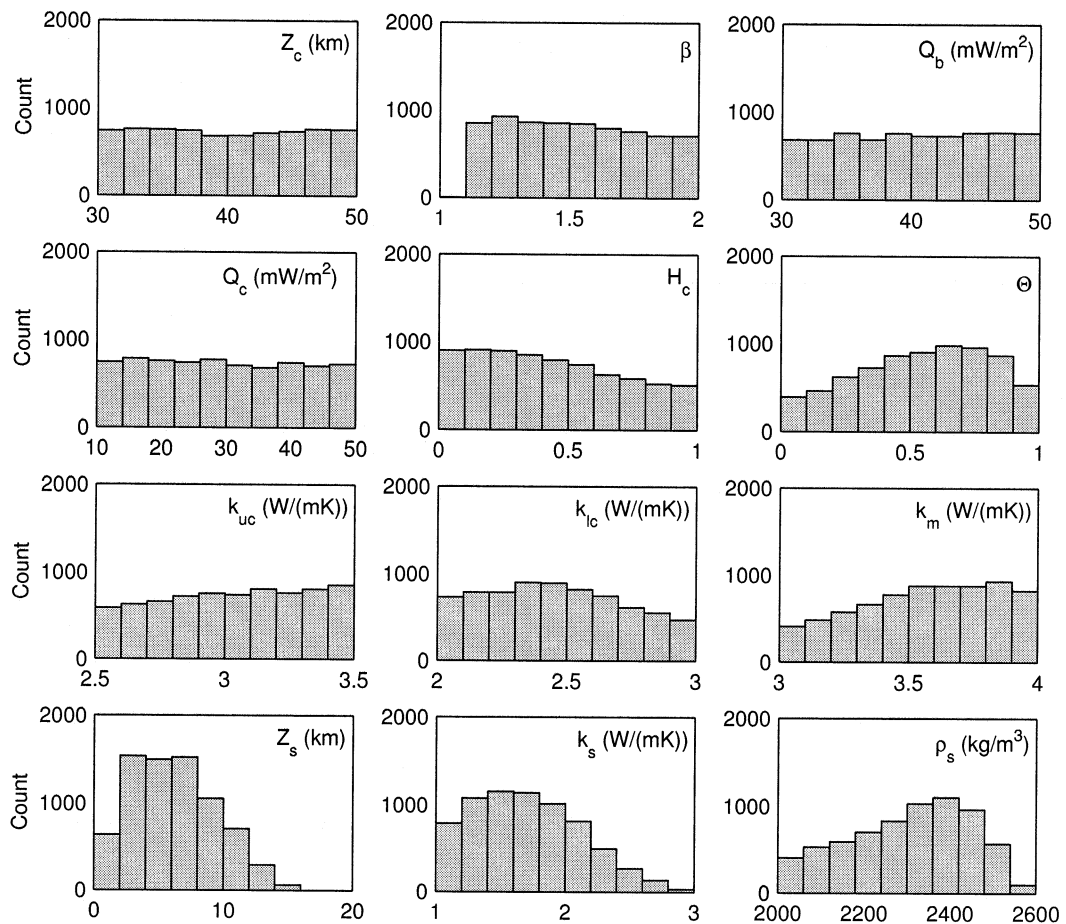 2000 1000 0 Count Z_c (km) 30 40 50
2000 1000 0 β 1 1.5 2
2000 1000 0 Q_b (mW/m²) 30 40 50
2000 1000 0 Count Q_c (mW/m²) 10 20 30 40 50
2000 1000 0 H_c 0 0.5 1
2000 1000 0 Θ 0 0.5 1
2000 1000 0 Count k_uc (W/(mK)) 2.5 3 3.5
2000 1000 0 k_lc (W/(mK)) 2 2.5 3
2000 1000 0 k_m (W/(mK)) 3 3.5 4
2000 1000 0 Count Z_s (km) 0 10 20
2000 1000 0 k_s (W/(mK)) 1 2 3
2000 1000 0 ρ_s (kg/m³) 2000 2200 2400 2600